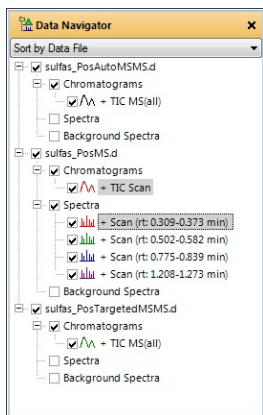 Data Navigator
Sort by Data File
sulfas_PosAutoMSMS.d
Chromatograms
+ TIC MS(all)
Spectra
Background Spectra
sulfas_PosMS.d
Chromatograms
+ TIC Scan
Spectra
+ Scan (rt: 0.309-0.373 min)
+ Scan (rt: 0.502-0.582 min)
+ Scan (rt: 0.775-0.839 min)
+ Scan (rt: 1.208-1.273 min)
Background Spectra
sulfas_PosTargetedMSMS.d
Chromatograms
+ TIC MS(all)
Spectra
Background Spectra